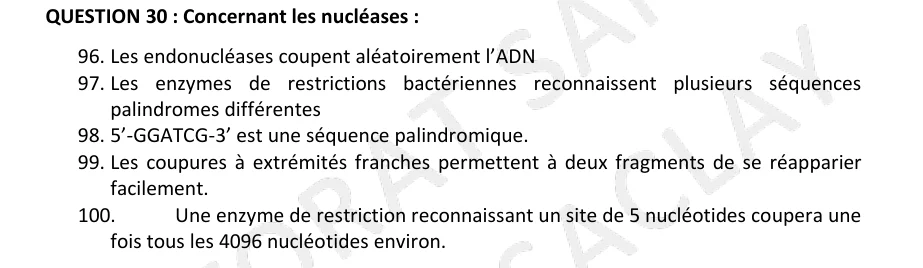 QUESTION 30 : Concernant les nucléases :
96. Les endonucléases coupent aléatoirement l’ADN
97. Les enzymes de restrictions bactériennes reconnaissent plusieurs séquences
palindromes différentes
98. 5’-GGATCG-3’ est une séquence palindromique.
99. Les coupures à extrémités franches permettent à deux fragments de se réapparier
facilement.
100. Une enzyme de restriction reconnaissant un site de 5 nucléotides coupera une
fois tous les 4096 nucléotides environ.